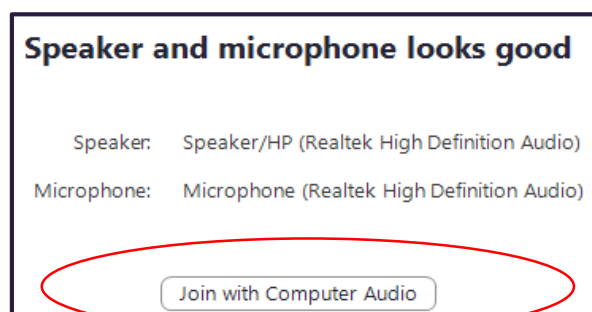 Speaker and microphone looks good
Speaker: Speaker/HP (Realtek High Definition Audio)
Microphone: Microphone (Realtek High Definition Audio)
Join with Computer Audio